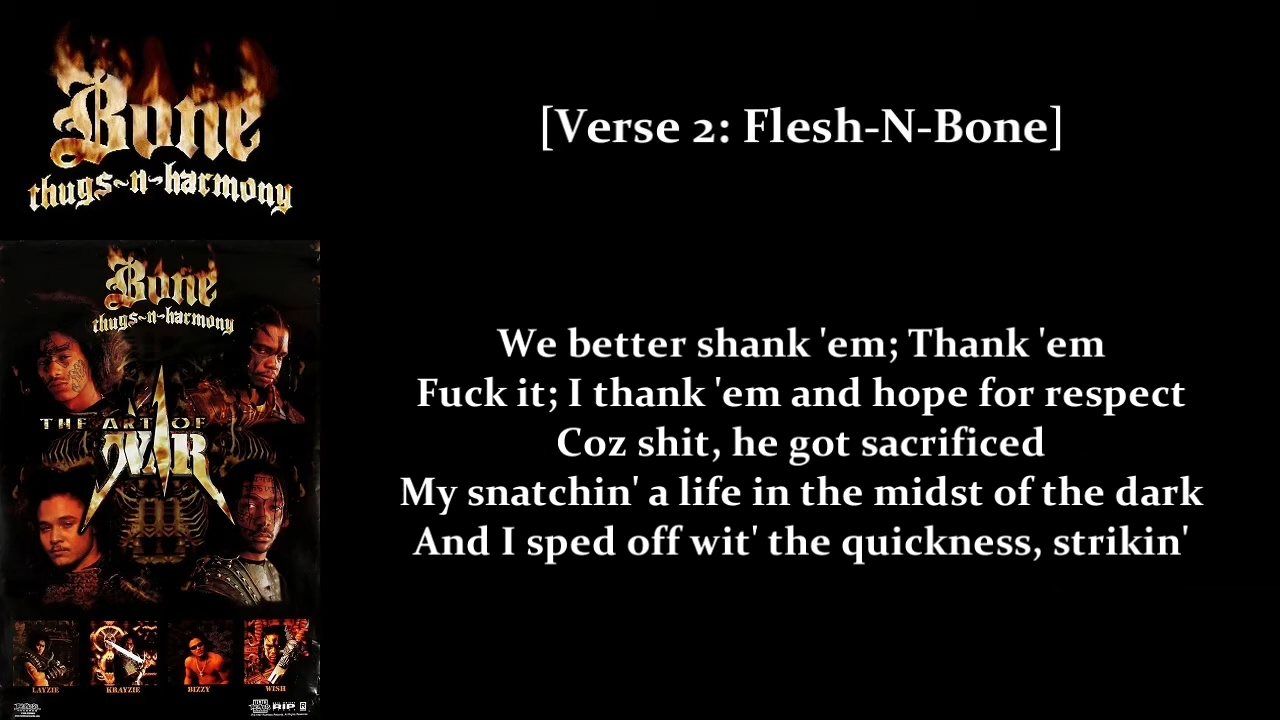 Bone
thugs~n~harmony
Bone
thugs~n~harmony
THE ART OF
WAR
LAYZIE KRAYZIE BIZZY WISH
[Verse 2: Flesh-N-Bone]
We better shank 'em; Thank 'em
Fuck it; I thank 'em and hope for respect
Coz shit, he got sacrificed
My snatchin' a life in the midst of the dark
And I sped off wit' the quickness, strikin'